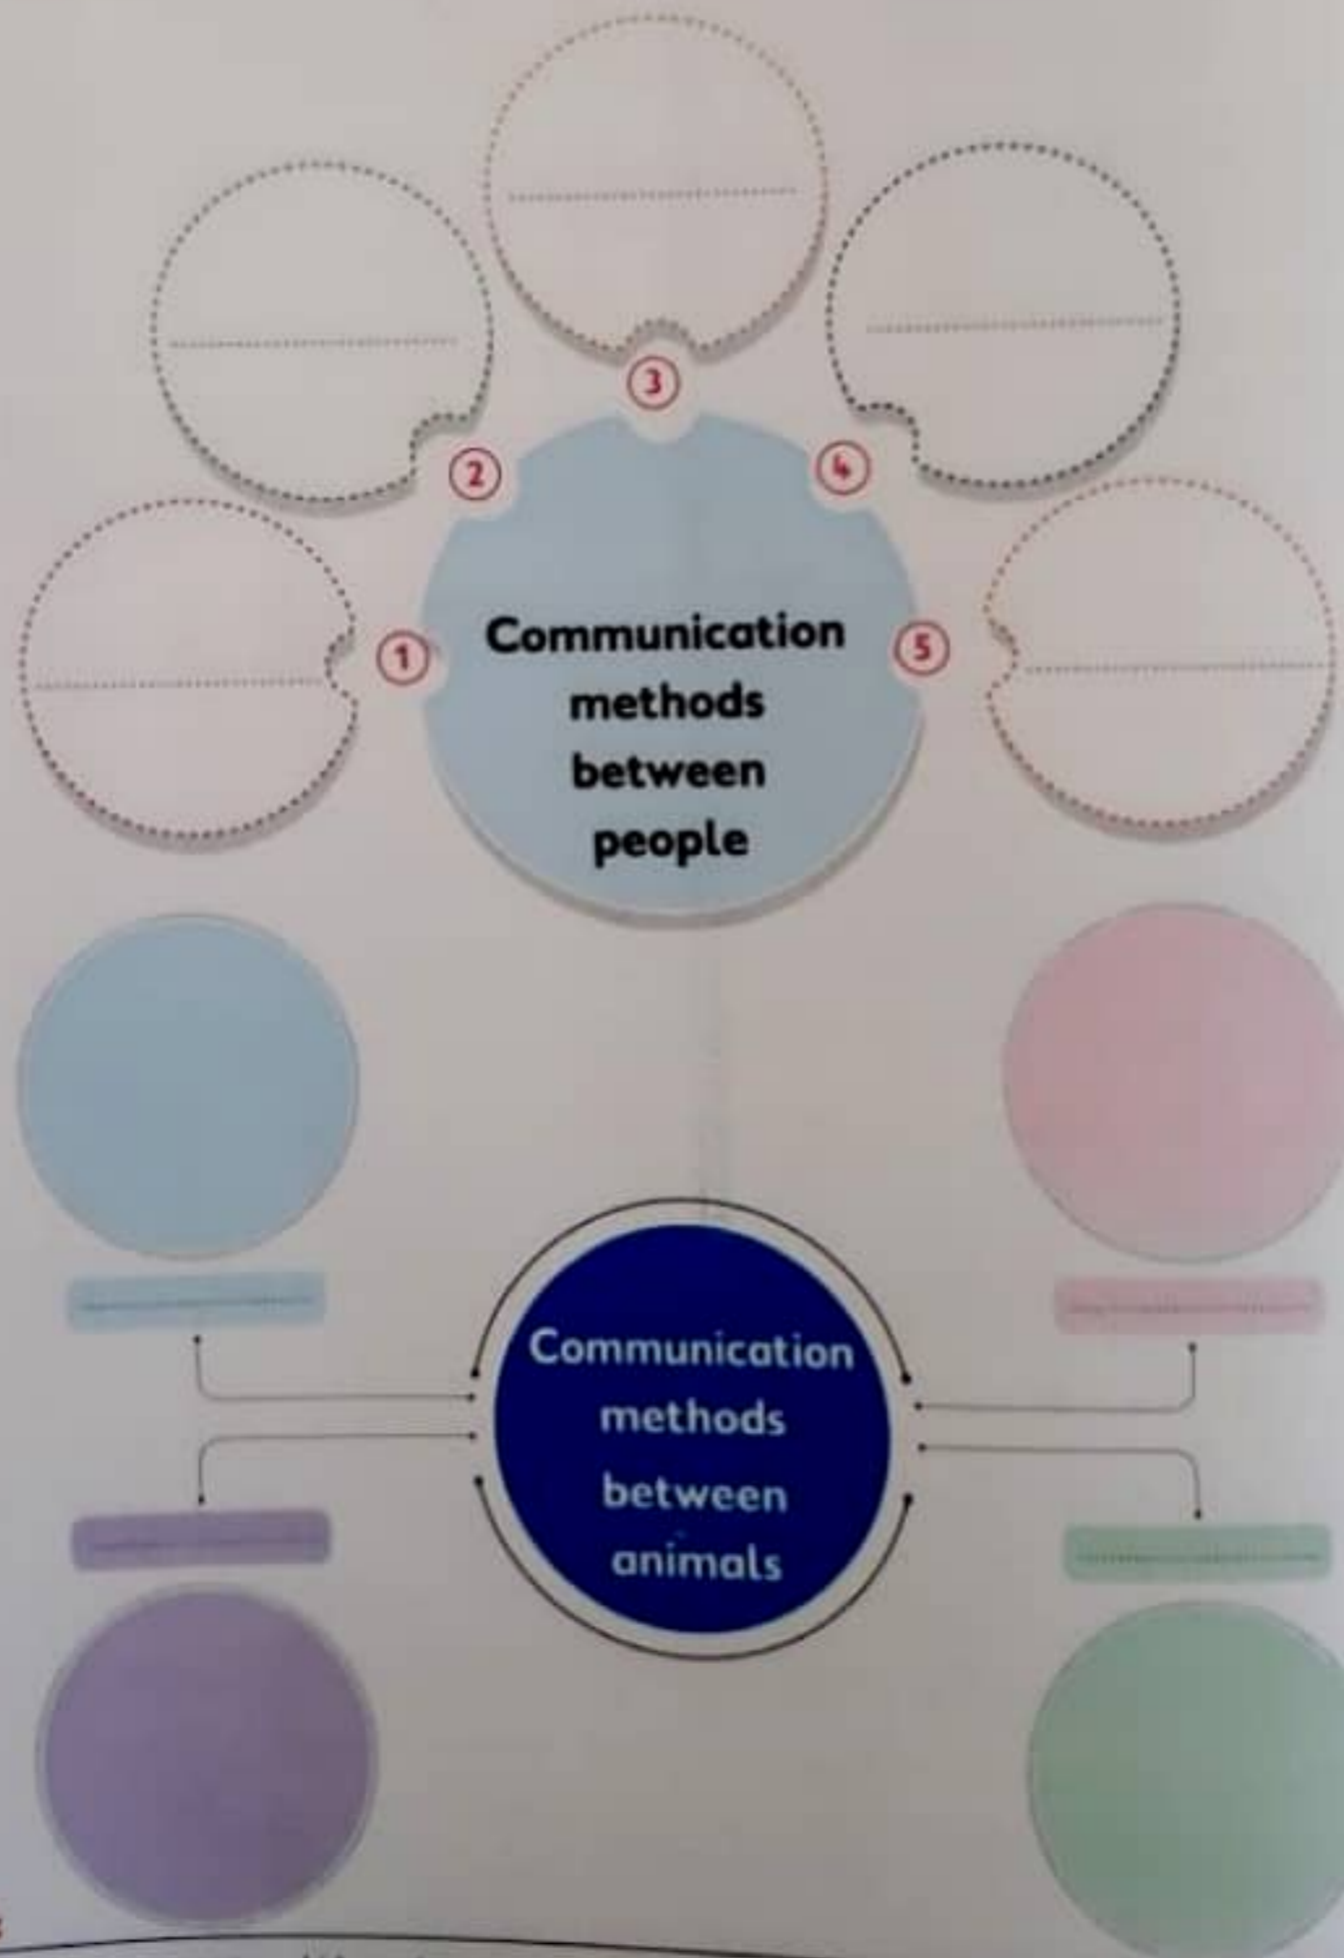 3
2
4
1
5
Communication
methods
between
people
Communication
methods
between
animals